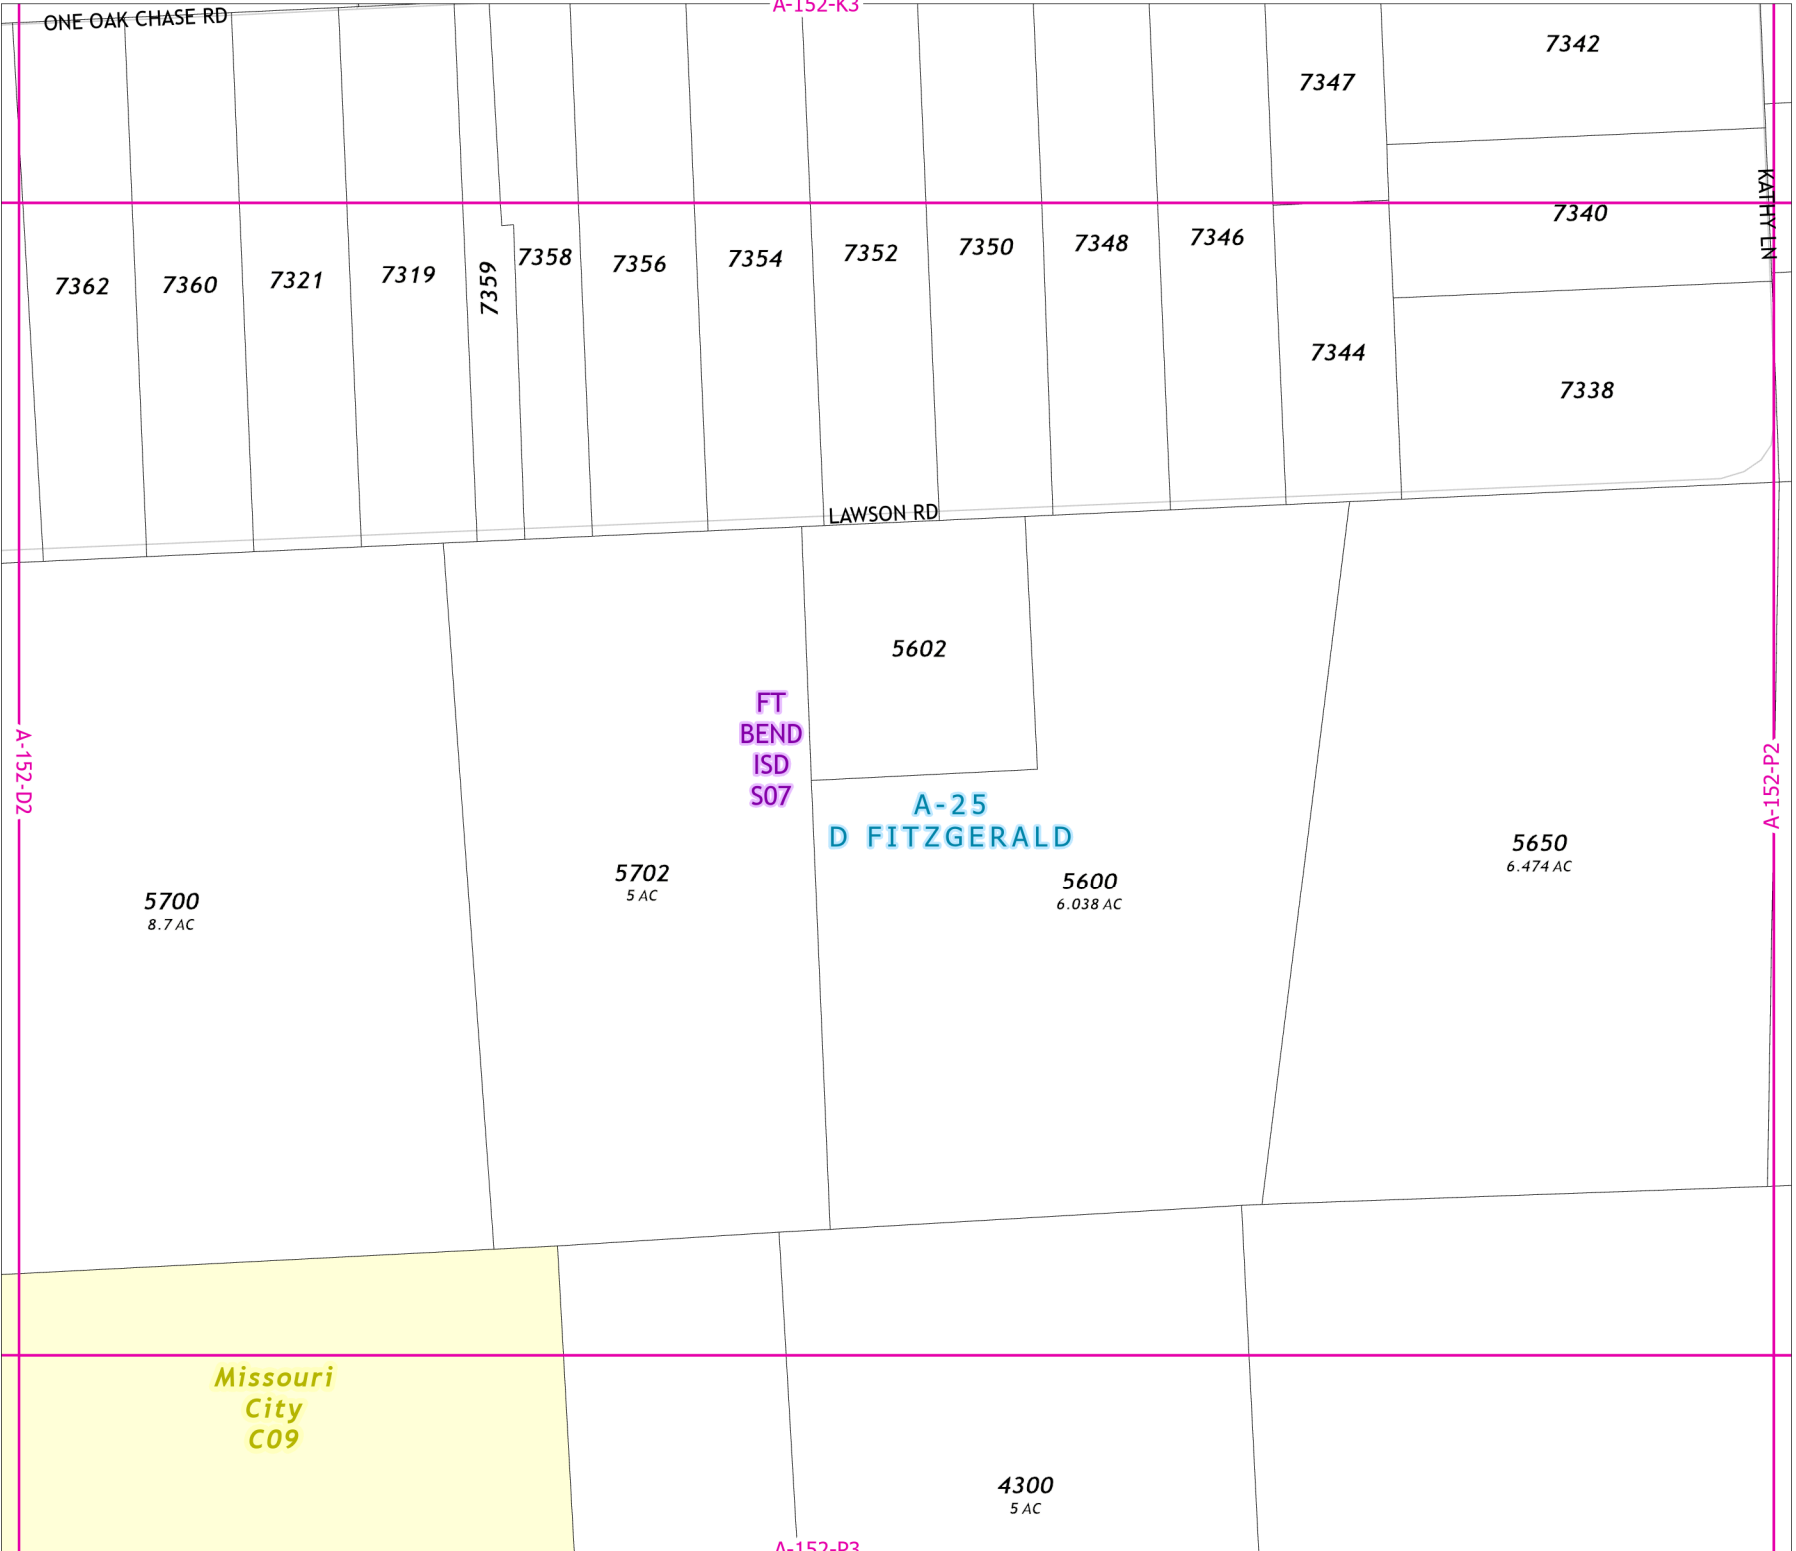 A-152-K3
ONE OAK CHASE RD
7342
7347
KATHY LN
7340
7362
7360
7321
7319
7359
7358
7356
7354
7352
7350
7348
7346
7344
7338
LAWSON RD
5602
FT
BEND
ISD
S07
A-152-D2
A-152-P2
A-25
D FITZGERALD
5700
8.7 AC
5702
5 AC
5600
6.038 AC
5650
6.474 AC
Missouri
City
C09
4300
5 AC